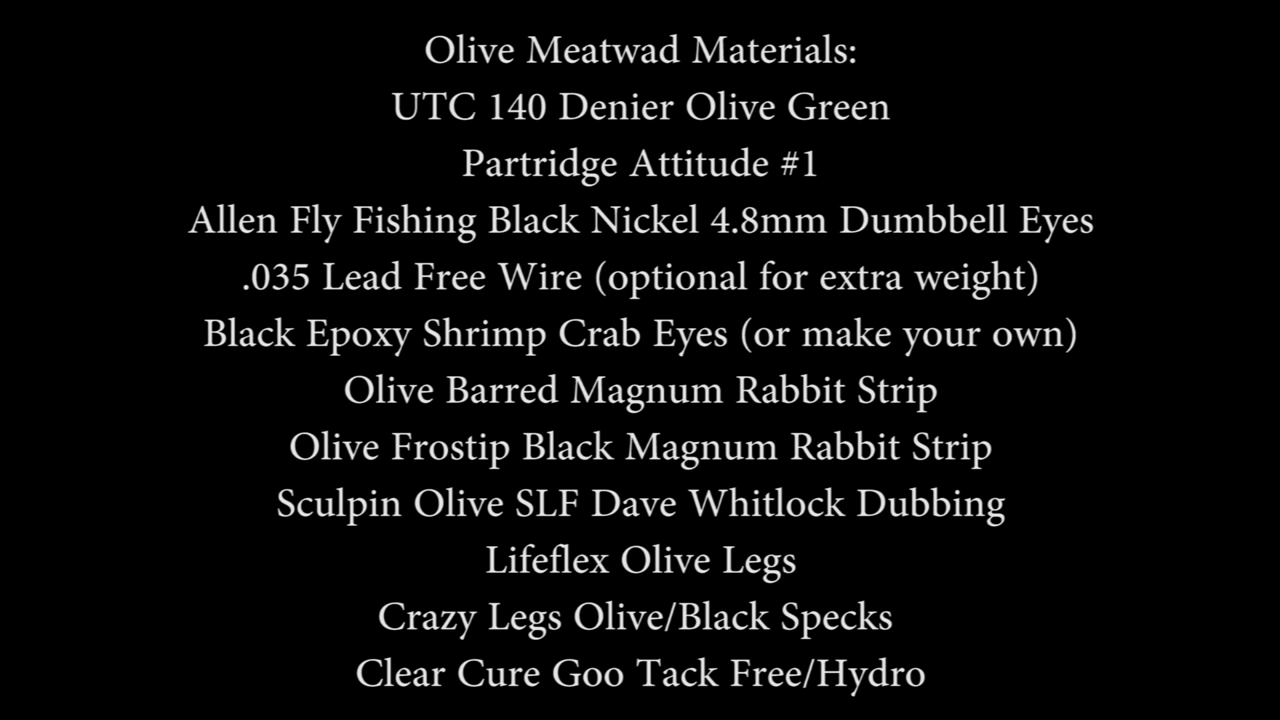 Olive Meatwad Materials:
UTC 140 Denier Olive Green
Partridge Attitude #1
Allen Fly Fishing Black Nickel 4.8mm Dumbbell Eyes
.035 Lead Free Wire (optional for extra weight)
Black Epoxy Shrimp Crab Eyes (or make your own)
Olive Barred Magnum Rabbit Strip
Olive Frostip Black Magnum Rabbit Strip
Sculpin Olive SLF Dave Whitlock Dubbing
Lifeflex Olive Legs
Crazy Legs Olive/Black Specks
Clear Cure Goo Tack Free/Hydro